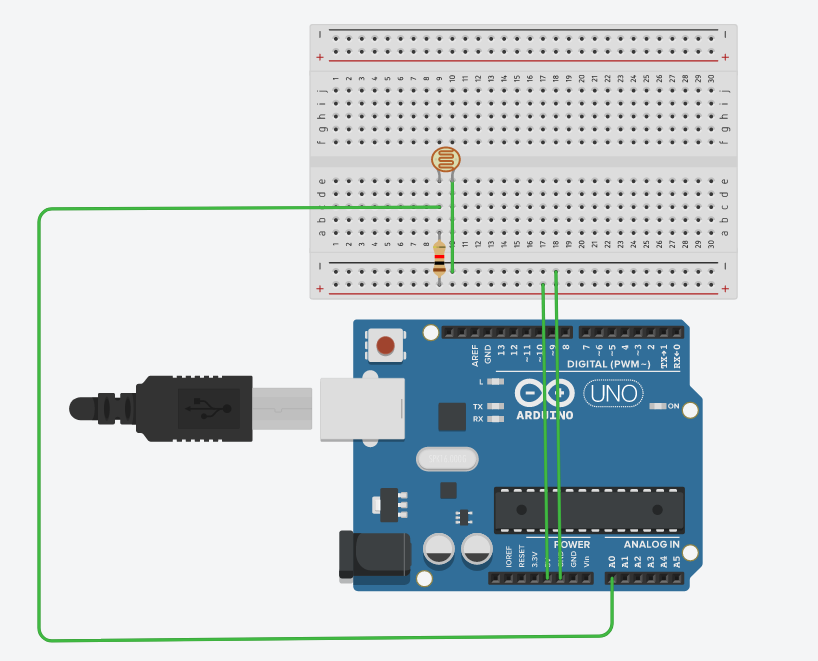 − −
+ +
1 2 3 4 5 6 7 8 9 10 11 12 13 14 15 16 17 18 19 20 21 22 23 24 25 26 27 28 29 30
j j
i i
h h
g g
f f
e e
d d
c c
b b
a a
1 2 3 4 5 6 7 8 9 10 11 12 13 14 15 16 17 18 19 20 21 22 23 24 25 26 27 28 29 30
− −
+ +
AREF GND 13 12 ~11 ~10 ~9 8 7 ~6 ~5 4 ~3 2 TX→1 RX←0
DIGITAL (PWM~)
L
TX
RX
ARDUINO
UNO
ON
POWER ANALOG IN
IOREF RESET 3.3V GND Vin A0 A1 A2 A3 A4 A5